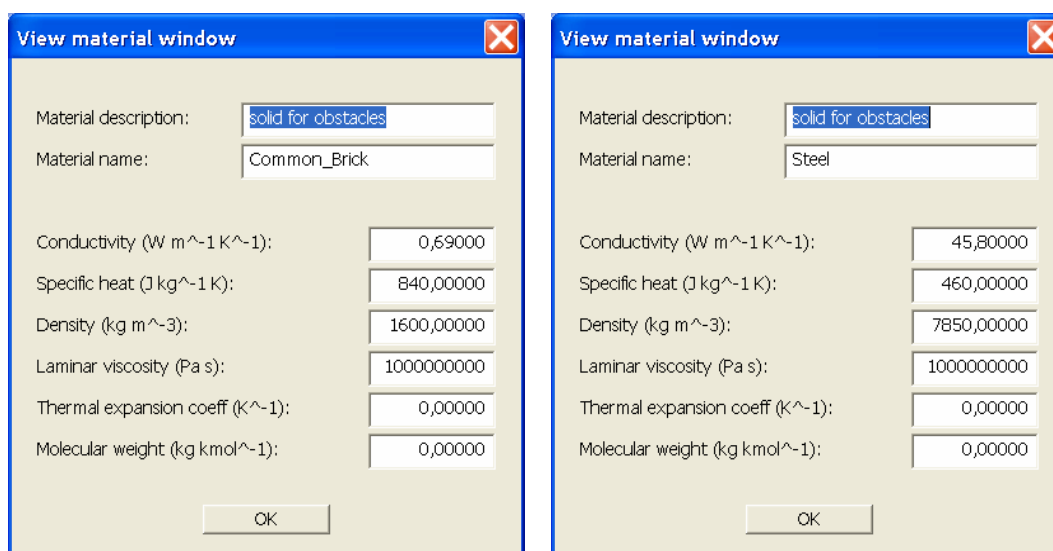 View material window
Material description: solid for obstacles
Material name: Common_Brick
Conductivity (W m^-1 K^-1): 0,69000
Specific heat (J kg^-1 K): 840,00000
Density (kg m^-3): 1600,00000
Laminar viscosity (Pa s): 1000000000
Thermal expansion coeff (K^-1): 0,00000
Molecular weight (kg kmol^-1): 0,00000
OK
View material window
Material description: solid for obstacles
Material name: Steel
Conductivity (W m^-1 K^-1): 45,80000
Specific heat (J kg^-1 K): 460,00000
Density (kg m^-3): 7850,00000
Laminar viscosity (Pa s): 1000000000
Thermal expansion coeff (K^-1): 0,00000
Molecular weight (kg kmol^-1): 0,00000
OK